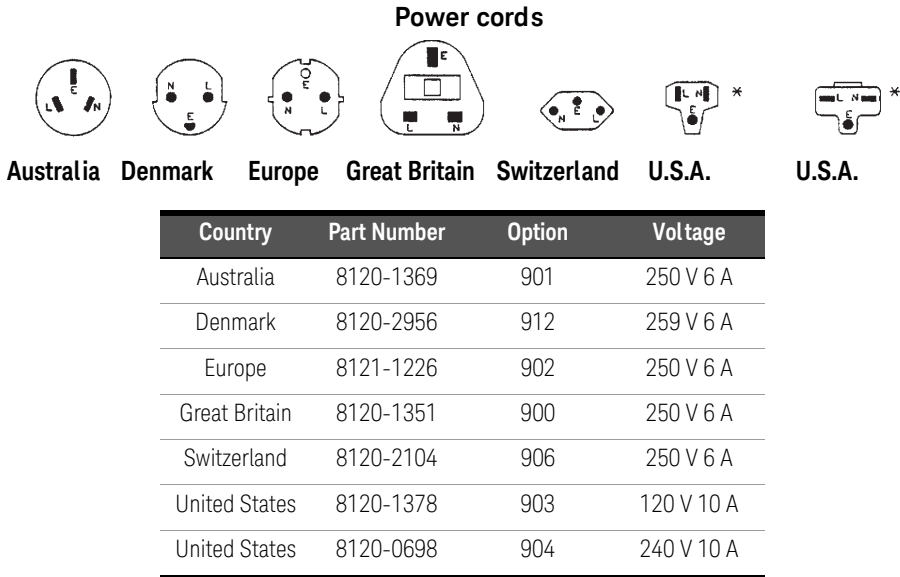 Power cords
E L N
N L E
E N L
E L N
N E L
L N E *
L N E *
Australia Denmark Europe Great Britain Switzerland U.S.A. U.S.A.
Country Part Number Option Voltage
Australia 8120-1369 901 250 V 6 A
Denmark 8120-2956 912 259 V 6 A
Europe 8121-1226 902 250 V 6 A
Great Britain 8120-1351 900 250 V 6 A
Switzerland 8120-2104 906 250 V 6 A
United States 8120-1378 903 120 V 10 A
United States 8120-0698 904 240 V 10 A